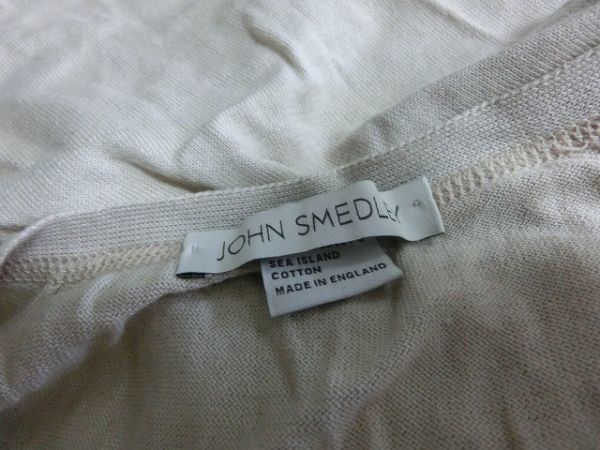 JOHN SMEDLEY
SEA ISLAND
COTTON
MADE IN ENGLAND